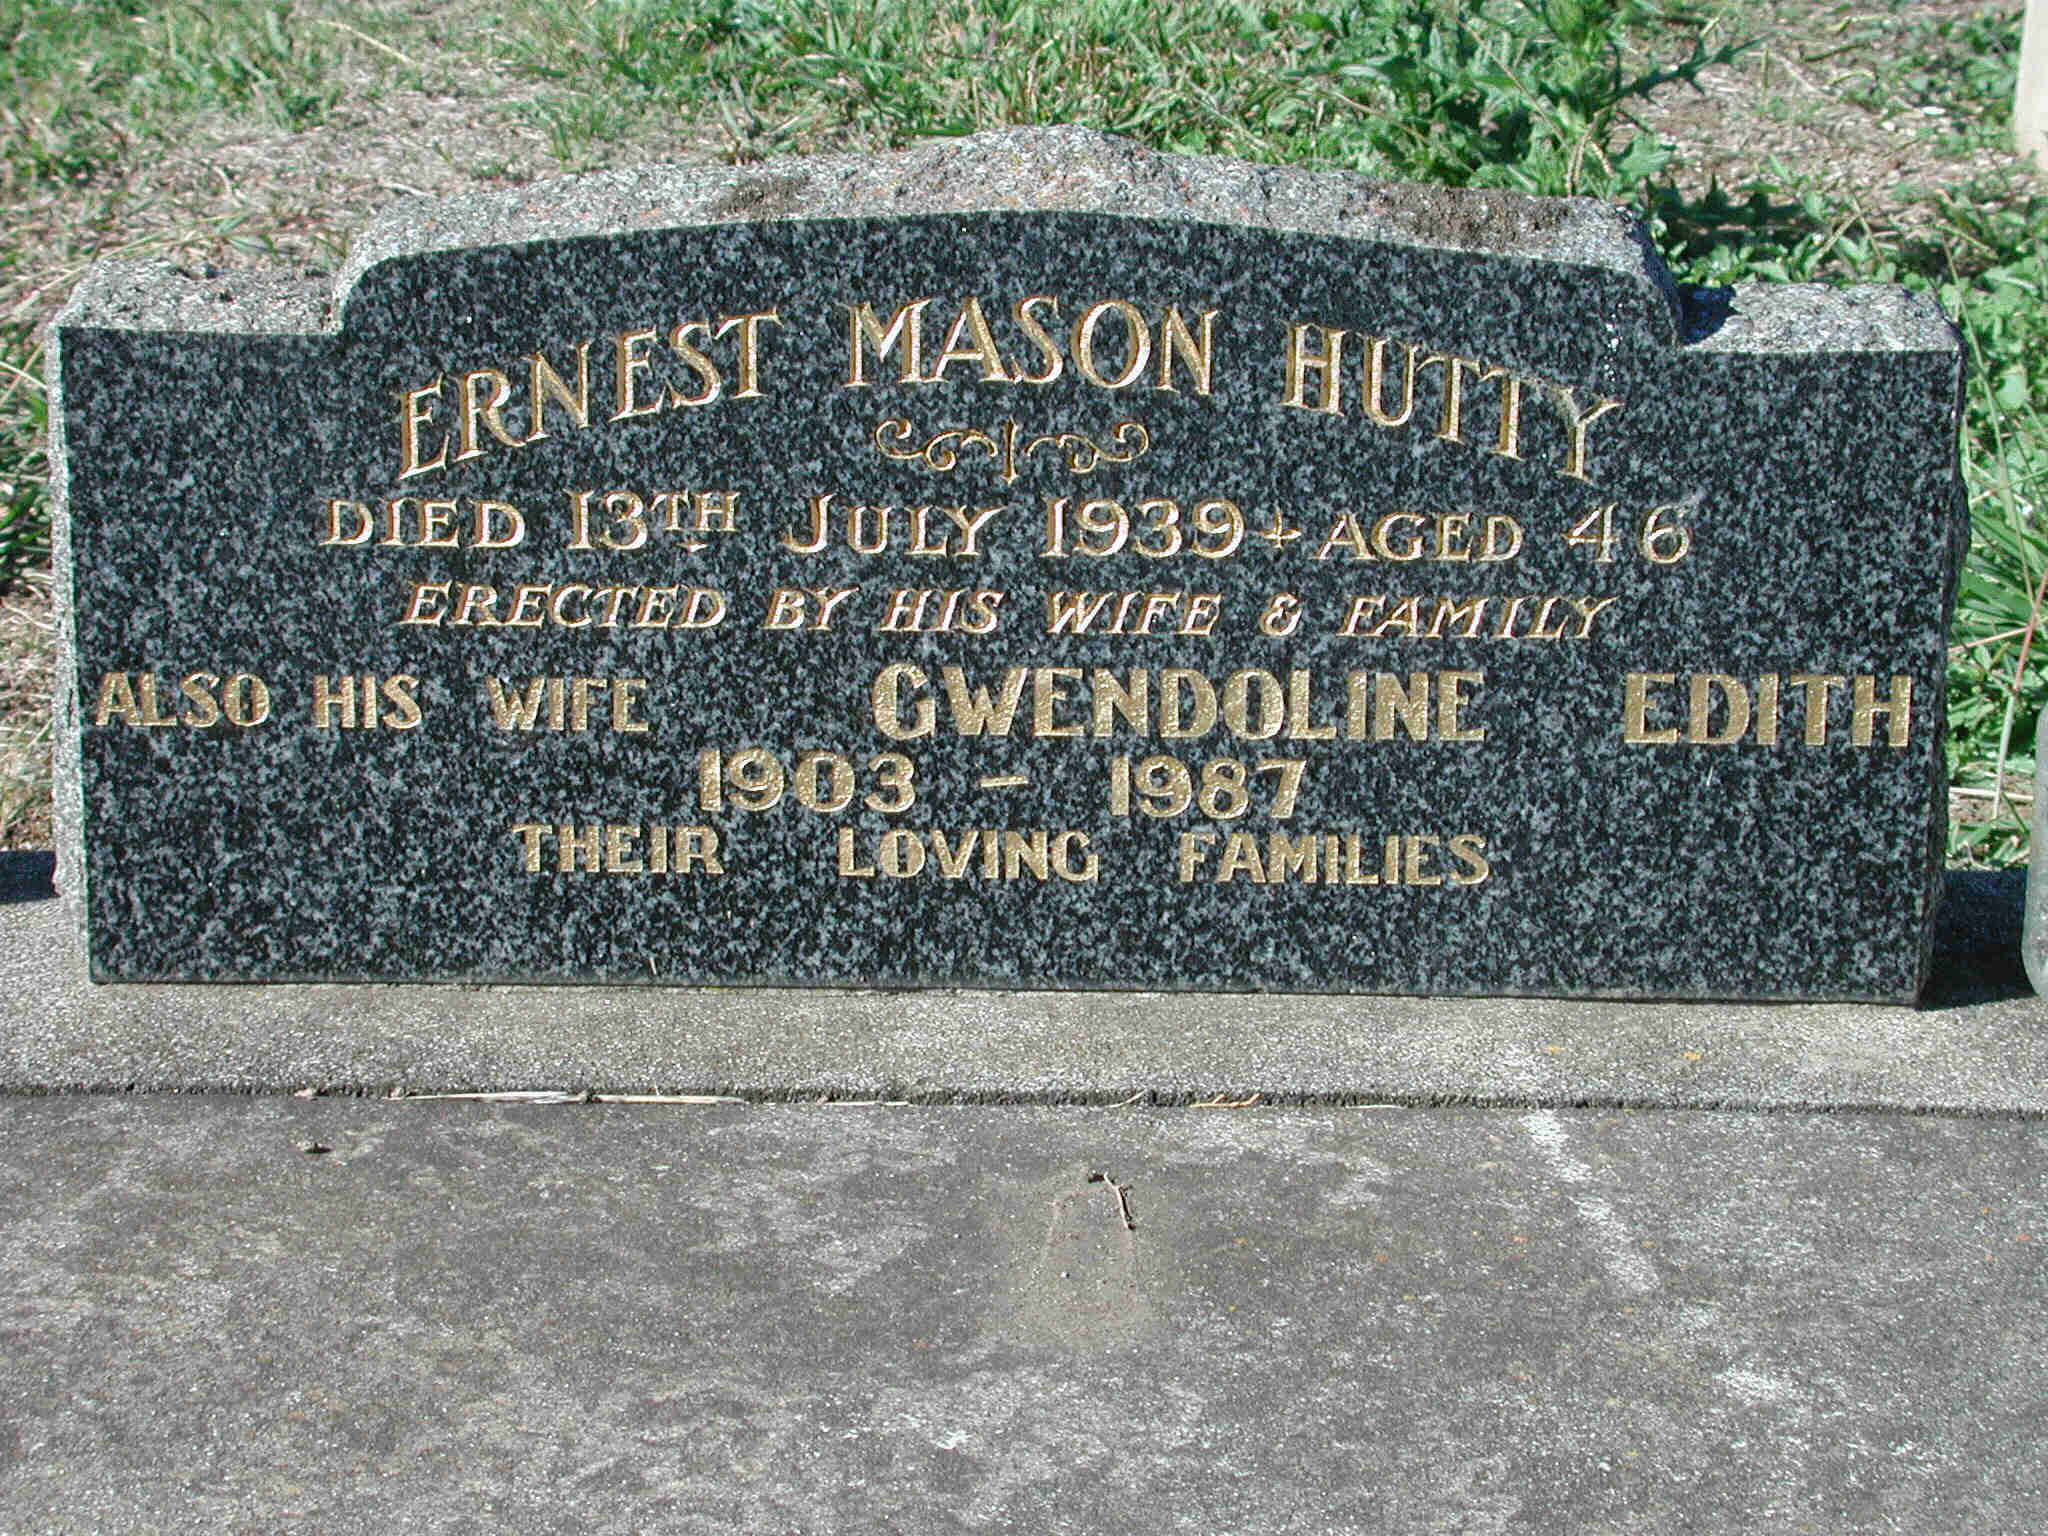 ERNEST MASON HUTTY
DIED 13TH JULY 1939 AGED 46
ERECTED BY HIS WIFE & FAMILY
ALSO HIS WIFE GWENDOLINE EDITH
1903 - 1987
THEIR LOVING FAMILIES